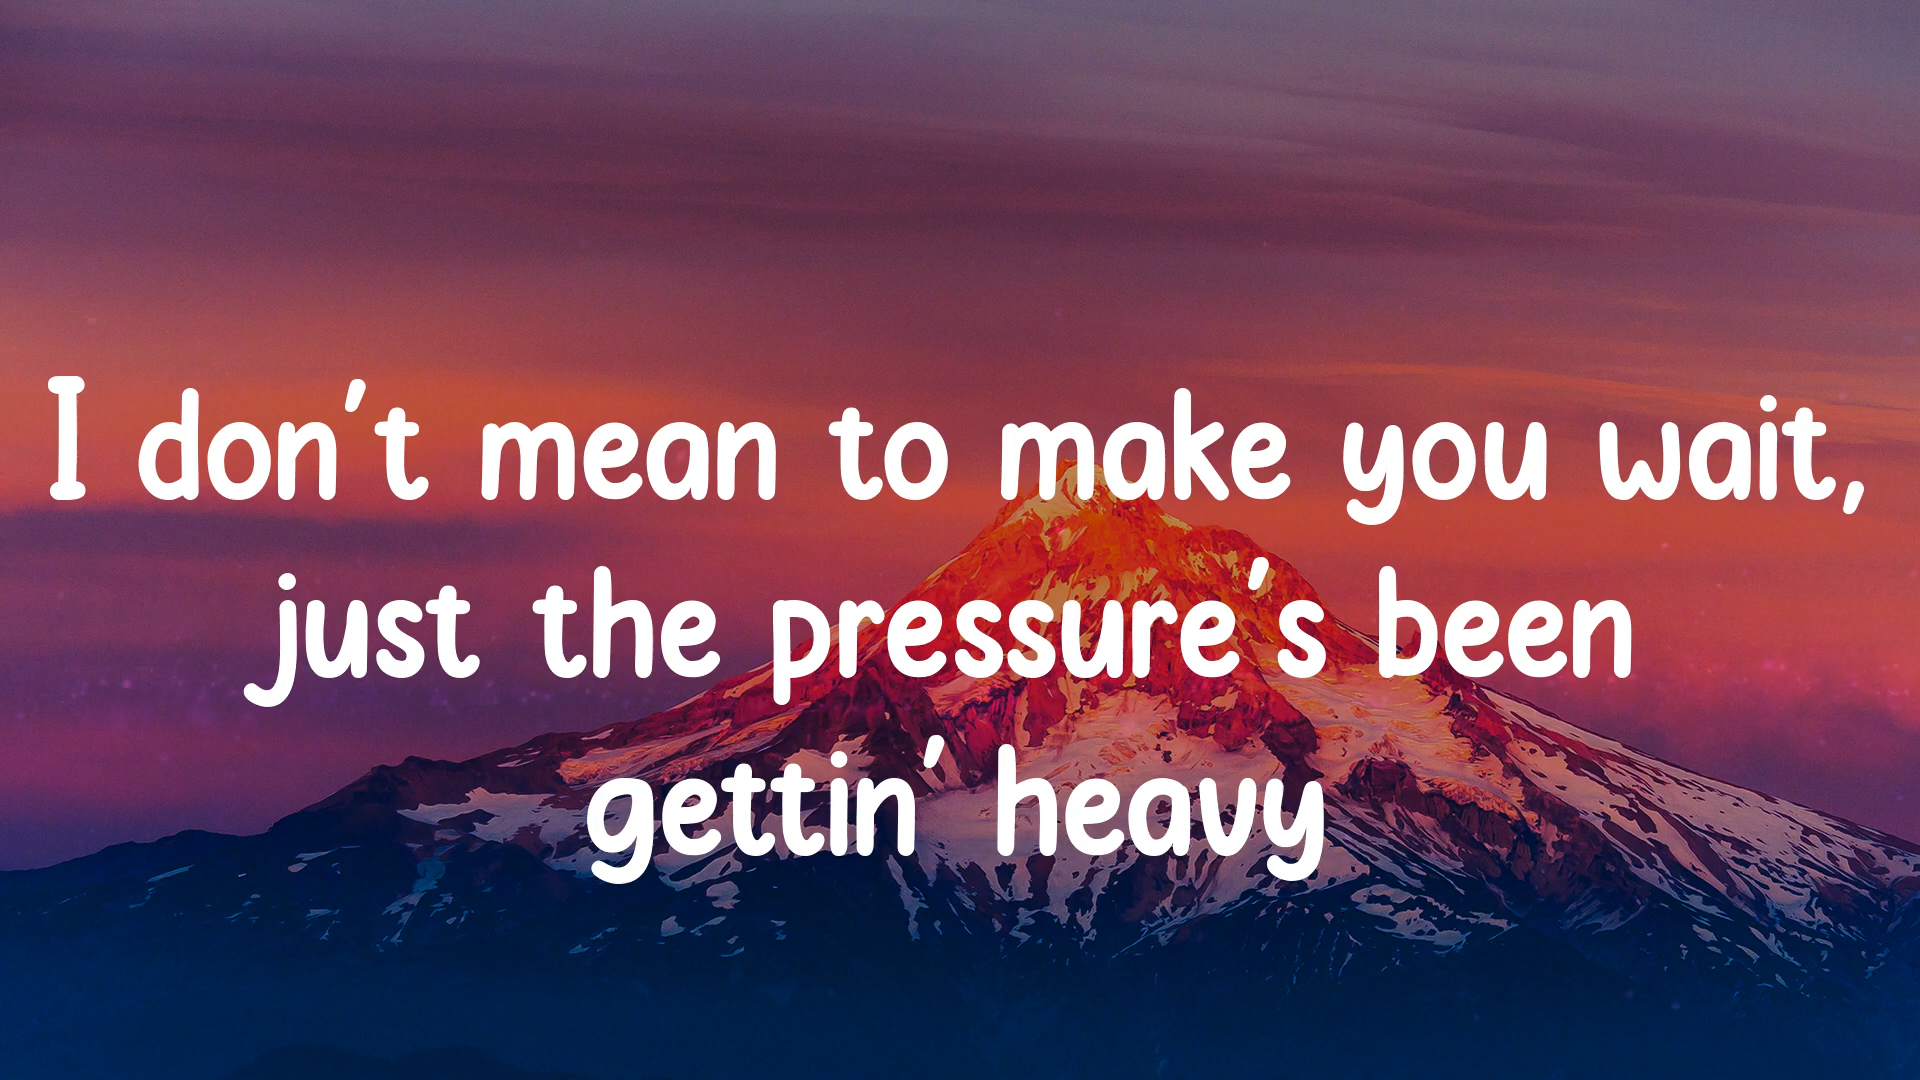 I don't mean to make you wait,
just the pressure's been
gettin' heavy